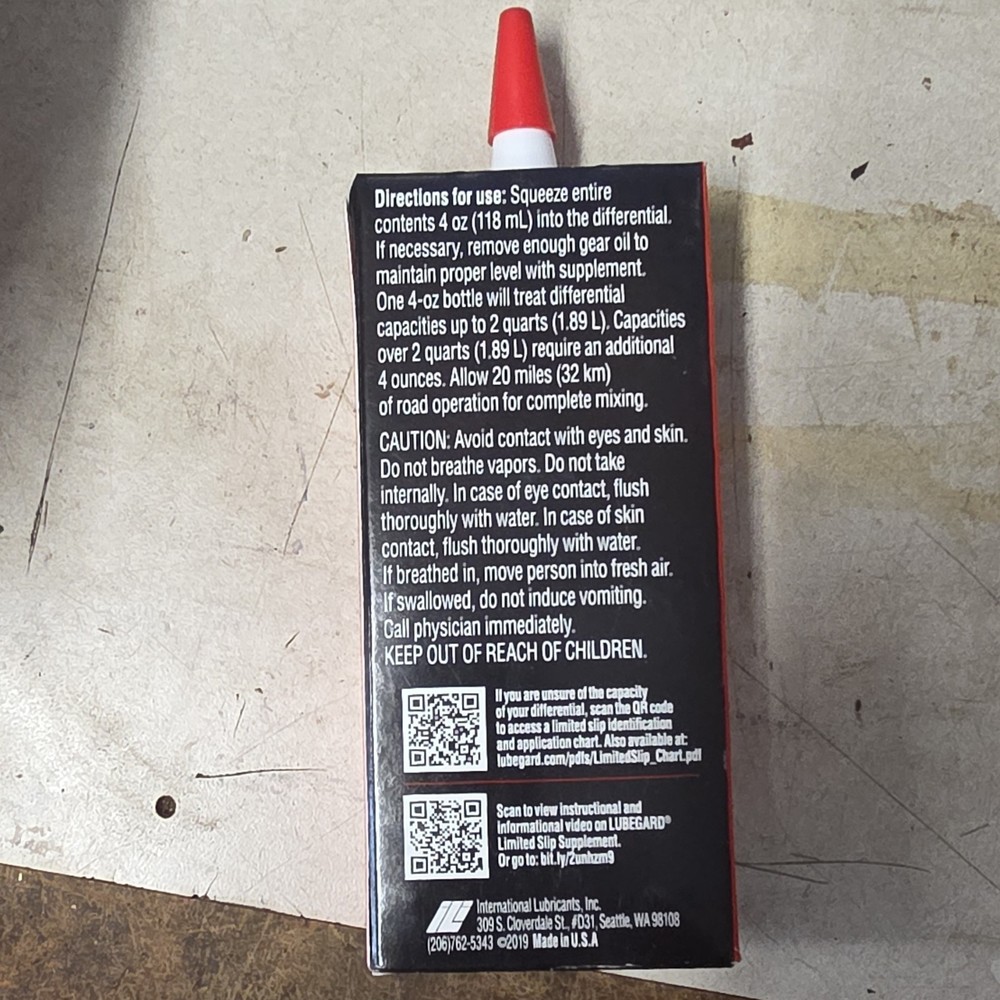 Directions for use: Squeeze entire
contents 4 oz (118 mL) into the differential.
If necessary, remove enough gear oil to
maintain proper level with supplement.
One 4-oz bottle will treat differential
capacities up to 2 quarts (1.89 L). Capacities
over 2 quarts (1.89 L) require an additional
4 ounces. Allow 20 miles (32 km)
of road operation for complete mixing.
CAUTION: Avoid contact with eyes and skin.
Do not breathe vapors. Do not take
internally. In case of eye contact, flush
thoroughly with water. In case of skin
contact, flush thoroughly with water.
If breathed in, move person into fresh air.
If swallowed, do not induce vomiting.
Call physician immediately.
KEEP OUT OF REACH OF CHILDREN.
If you are unsure of the capacity
of your differential, scan the QR code
to access a limited slip identification
and application chart. Also available at:
lubegard.com/pdfs/LimitedSlip_Chart.pdf
Scan to view instructional and
informational video on LUBEGARD®
Limited Slip Supplement.
Or go to: bit.ly/2unhzm9
International Lubricants, Inc.
309 S. Cloverdale St., #D31, Seattle, WA 98108
(206)762-5343 ©2019 Made in U.S.A